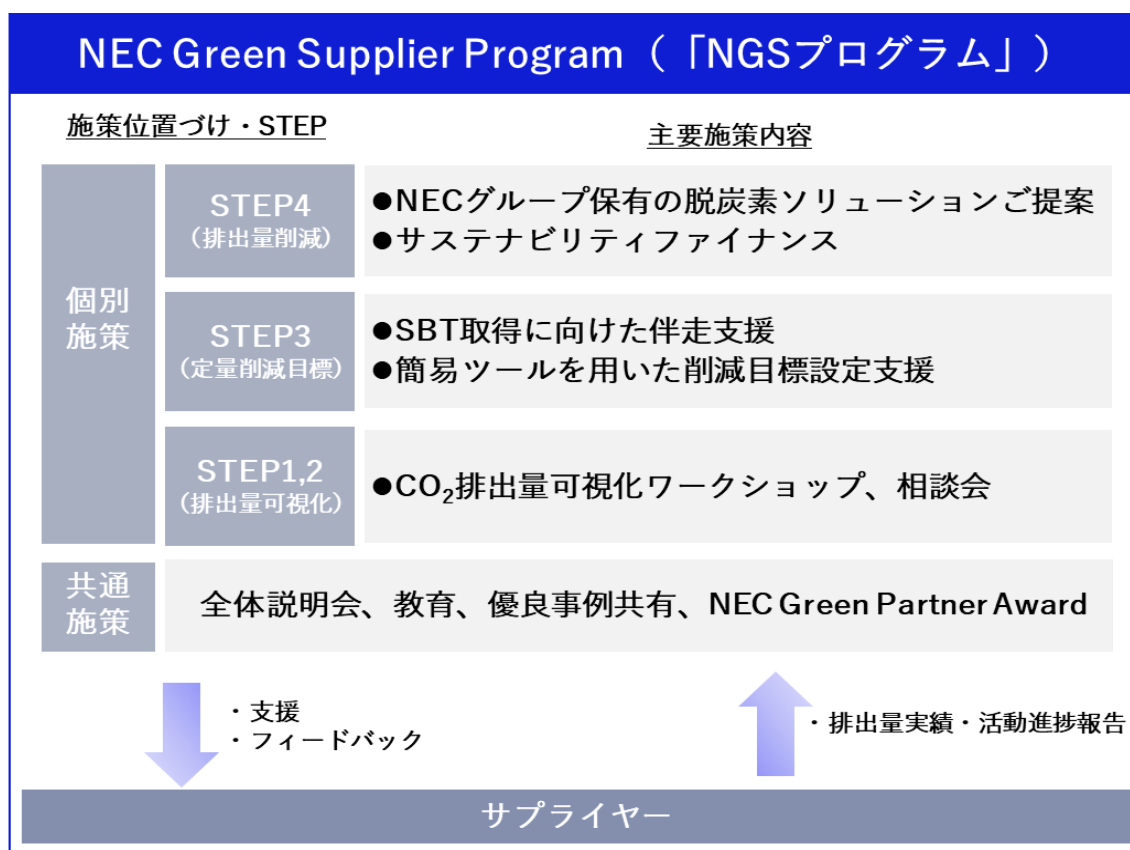 NEC Green Supplier Program（「NGSプログラム」）
施策位置づけ・STEP
主要施策内容
個別
施策
STEP4
(排出量削減)
●NECグループ保有の脱炭素ソリューションご提案
●サステナビリティファイナンス
STEP3
(定量削減目標)
●SBT取得に向けた伴走支援
●簡易ツールを用いた削減目標設定支援
STEP1,2
(排出量可視化)
●CO₂排出量可視化ワークショップ、相談会
共通
施策
全体説明会、教育、優良事例共有、NEC Green Partner Award
・支援
・フィードバック
・排出量実績・活動進捗報告
サプライヤー